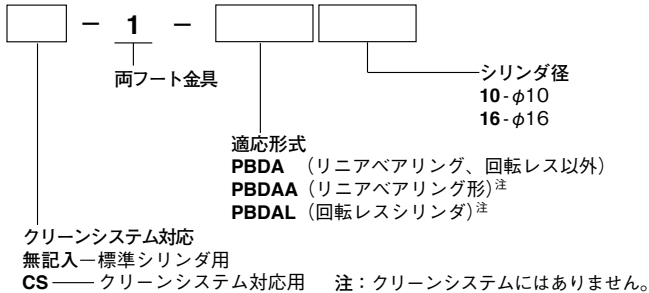 － 1 －
両フート金具
シリンダ径
10-φ10
16-φ16
適応形式
PBDA （リニアベアリング、回転レス以外）
PBDAA（リニアベアリング形）注
PBDAL（回転レスシリンダ）注
クリーンシステム対応
無記入－標準シリンダ用
CS── クリーンシステム対応用 注：クリーンシステムにはありません。